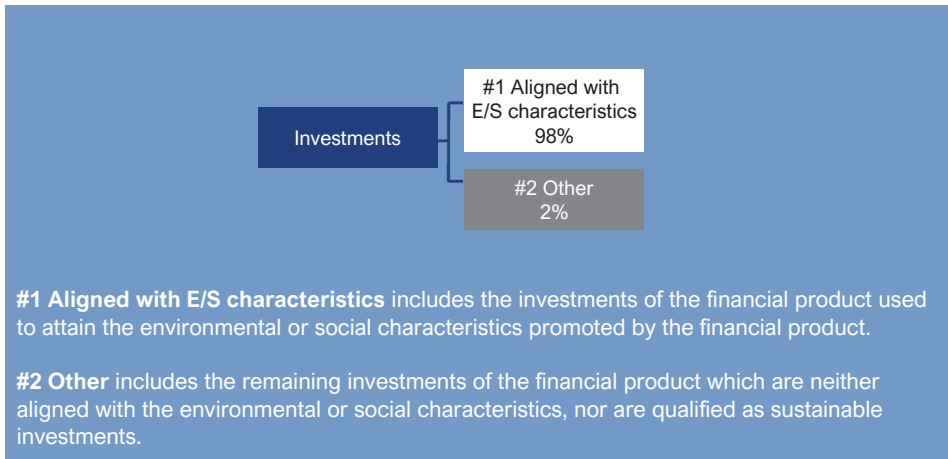 Investments
#1 Aligned with
E/S characteristics
98%
#2 Other
2%
#1 Aligned with E/S characteristics includes the investments of the financial product used
to attain the environmental or social characteristics promoted by the financial product.
#2 Other includes the remaining investments of the financial product which are neither
aligned with the environmental or social characteristics, nor are qualified as sustainable
investments.